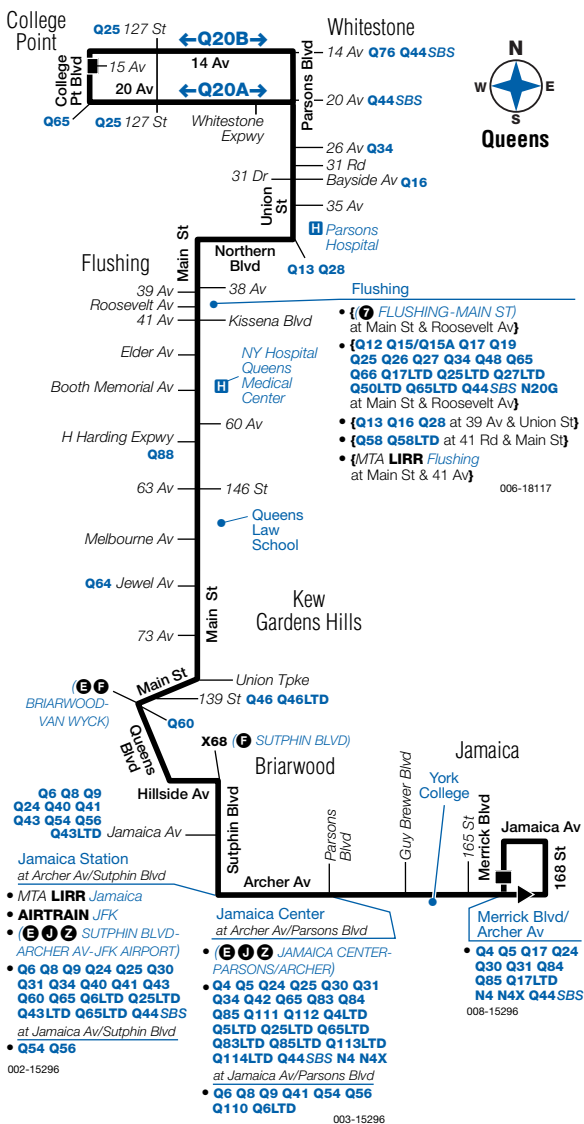 College
Point
Whitestone
Q25 127 St
←Q20B→
14 Av Q76 Q44SBS
14 Av
15 Av
College
Pt Blvd
Parsons Blvd
20 Av
←Q20A→
20 Av Q44SBS
Q65
Q25 127 St
Whitestone
Expwy
N
W
E
S
Queens
26 Av Q34
31 Rd
31 Dr
Bayside Av Q16
Union
St
35 Av
H Parsons
Hospital
Main St
Northern
Blvd
Q13 Q28
Flushing
39 Av
38 Av
Roosevelt Av
41 Av
Kissena Blvd
Flushing
• {(7 FLUSHING-MAIN ST)
at Main St & Roosevelt Av}
• {Q12 Q15/Q15A Q17 Q19
Q25 Q26 Q27 Q34 Q48 Q65
Q66 Q17LTD Q25LTD Q27LTD
Q50LTD Q65LTD Q44SBS N20G
at Main St & Roosevelt Av}
• {Q13 Q16 Q28 at 39 Av & Union St}
• {Q58 Q58LTD at 41 Rd & Main St}
• {MTA LIRR Flushing
at Main St & 41 Av}
006-18117
Elder Av
NY Hospital
Queens
H Medical
Center
Booth Memorial Av
60 Av
H Harding Expwy
Q88
63 Av
146 St
Queens
Law
School
Melbourne Av
Q64 Jewel Av
Main St
Kew
Gardens Hills
73 Av
Main St
Union Tpke
139 St Q46 Q46LTD
(E F
BRIARWOOD-
VAN WYCK)
Q60
Queens
Blvd
X68 (F SUTPHIN BLVD)
Briarwood
Jamaica
Hillside Av
Q6 Q8 Q9
Q24 Q40 Q41
Q43 Q54 Q56
Q43LTD
Jamaica Av
Sutphin Blvd
Parsons
Blvd
Guy Brewer Blvd
York
College
165 St
Merrick Blvd
Jamaica Av
168 St
Archer Av
Jamaica Station
at Archer Av/Sutphin Blvd
• MTA LIRR Jamaica
• AIRTRAIN JFK
• (E J Z SUTPHIN BLVD-
ARCHER AV-JFK AIRPORT)
• Q6 Q8 Q9 Q24 Q25 Q30
Q31 Q34 Q40 Q41 Q43
Q60 Q65 Q6LTD Q25LTD
Q43LTD Q65LTD Q44SBS
at Jamaica Av/Sutphin Blvd
• Q54 Q56
002-15296
Jamaica Center
at Archer Av/Parsons Blvd
• (E J Z JAMAICA CENTER-
PARSONS/ARCHER)
• Q4 Q5 Q24 Q25 Q30 Q31
Q34 Q42 Q65 Q83 Q84
Q85 Q111 Q112 Q4LTD
Q5LTD Q25LTD Q65LTD
Q83LTD Q85LTD Q113LTD
Q114LTD Q44SBS N4 N4X
at Jamaica Av/Parsons Blvd
• Q6 Q8 Q9 Q41 Q54 Q56
Q110 Q6LTD
003-15296
Merrick Blvd/
Archer Av
• Q4 Q5 Q17 Q24
Q30 Q31 Q84
Q85 Q17LTD
N4 N4X Q44SBS
008-15296